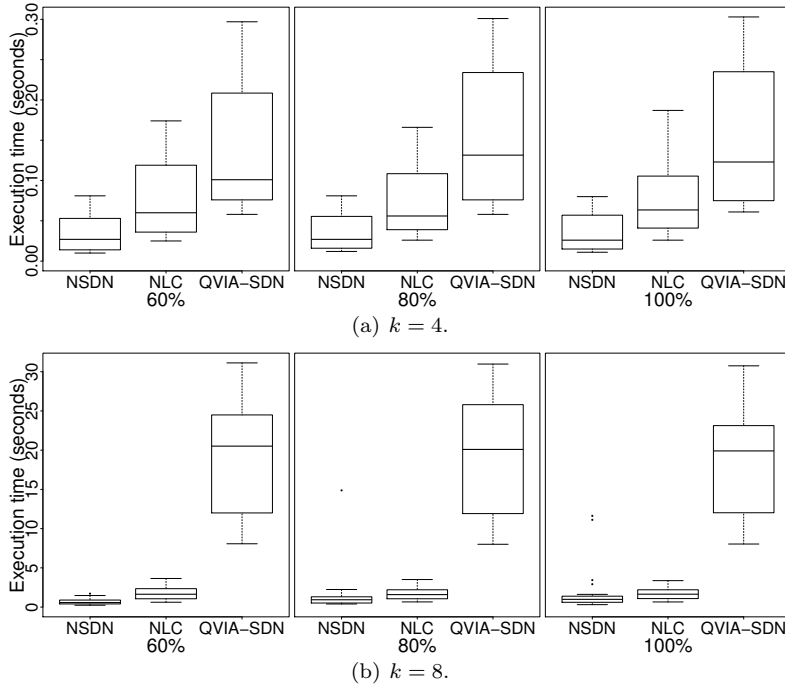 Execution time (seconds)
0.00 0.10 0.20 0.30
NSDN NLC QVIA−SDN
60%
NSDN NLC QVIA−SDN
80%
NSDN NLC QVIA−SDN
100%
(a) k = 4.
Execution time (seconds)
0 5 10 15 20 25 30
NSDN NLC QVIA−SDN
60%
NSDN NLC QVIA−SDN
80%
NSDN NLC QVIA−SDN
100%
(b) k = 8.